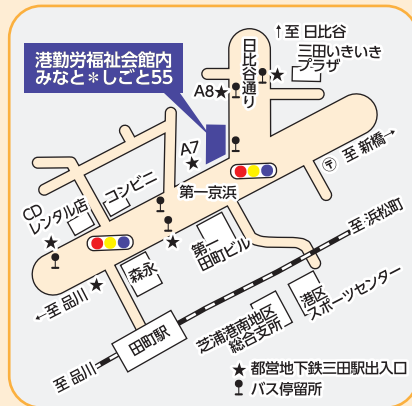 ↑至 日比谷
三田いきいき
プラザ
日比谷通り
港勤労福祉会館内
みなと＊しごと55
A8★
A7
★
〒 至 新橋→
第一京浜
コンビニ
CD
レンタル店
第一
田町ビル
森永
←至 品川
至 浜松町
港区
スポーツセンター
芝浦港南地区
総合支所
田町駅
至 品川
★ 都営地下鉄三田駅出入口
バス停留所